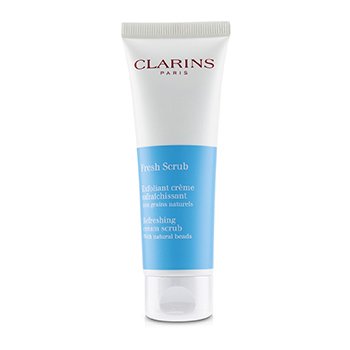 CLARINS
PARIS
Fresh Scrub
Exfoliant crème
rafraîchissant
aux grains naturels
Refreshing
cream scrub
with natural beads